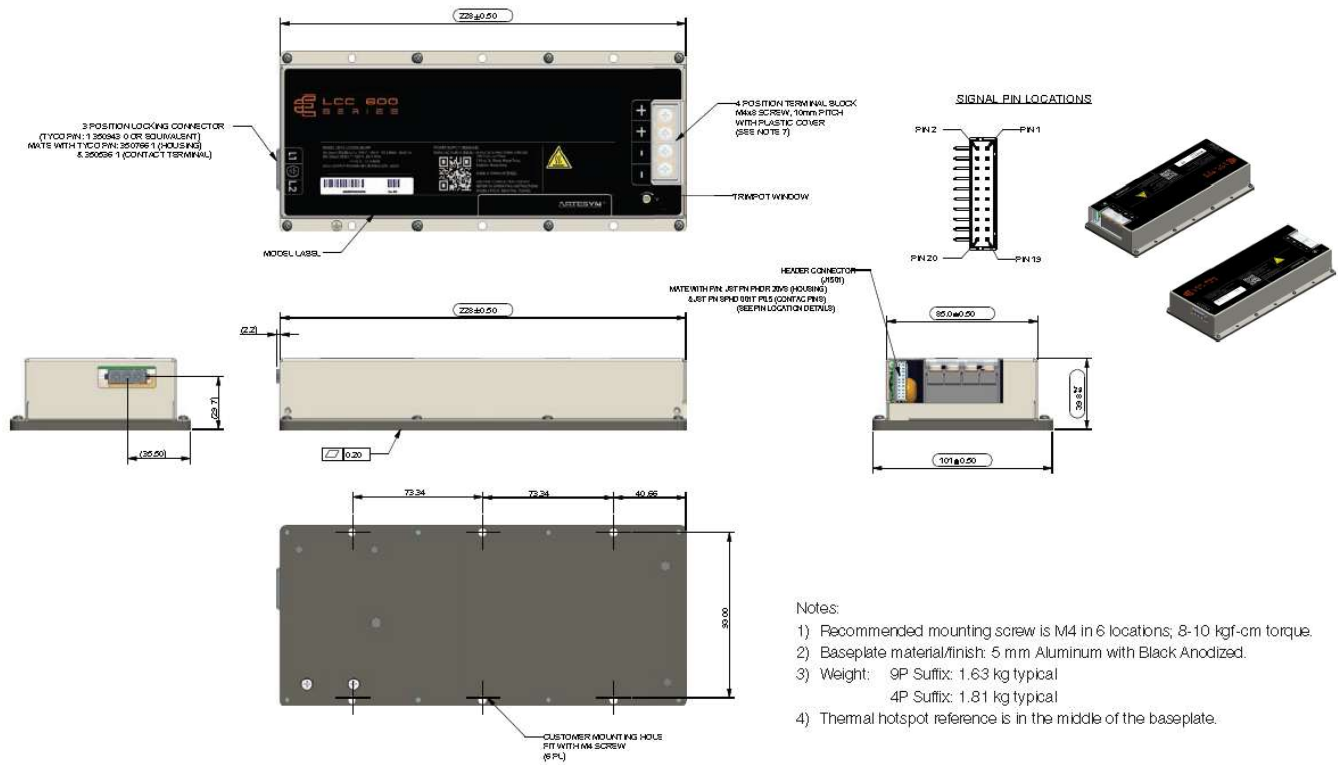 228±0.50
LCC 600
SERIES
L1
L2
+
+
-
-
ARTESYN
3 POSITION LOCKING CONNECTOR
(TYCO P/N: 1 350943 0 OR EQUIVALENT)
MATE WITH TYCO P/N: 350766 1 (HOUSING)
& 350536 1 (CONTACT TERMINAL)
4 POSITION TERMINAL BLOCK
M4x8 SCREW, 10mm PITCH
WITH PLASTIC COVER
(SEE NOTE 7)
TRIMPOT WINDOW
MODEL LABEL
SIGNAL PIN LOCATIONS
PIN 2
PIN 1
PIN 20
PIN 19
HEADER CONNECTOR
(J1501)
MATE WITH P/N: JST PN PHDR 20VS (HOUSING)
& JST PN SPHD 001T P0.5 (CONTAC PINS)
(SEE PIN LOCATION DETAILS)
(2.2)
228±0.50
85.0±0.50
(29.7)
(35.50)
0.20
101±0.50
73.34
73.34
40.66
93.00
CUSTOMER MOUNTING HOLE
FIT WITH M4 SCREW
(6 PL)
Notes:
1) Recommended mounting screw is M4 in 6 locations; 8-10 kgf-cm torque.
2) Baseplate material/finish: 5 mm Aluminum with Black Anodized.
3) Weight: 9P Suffix: 1.63 kg typical
4P Suffix: 1.81 kg typical
4) Thermal hotspot reference is in the middle of the baseplate.